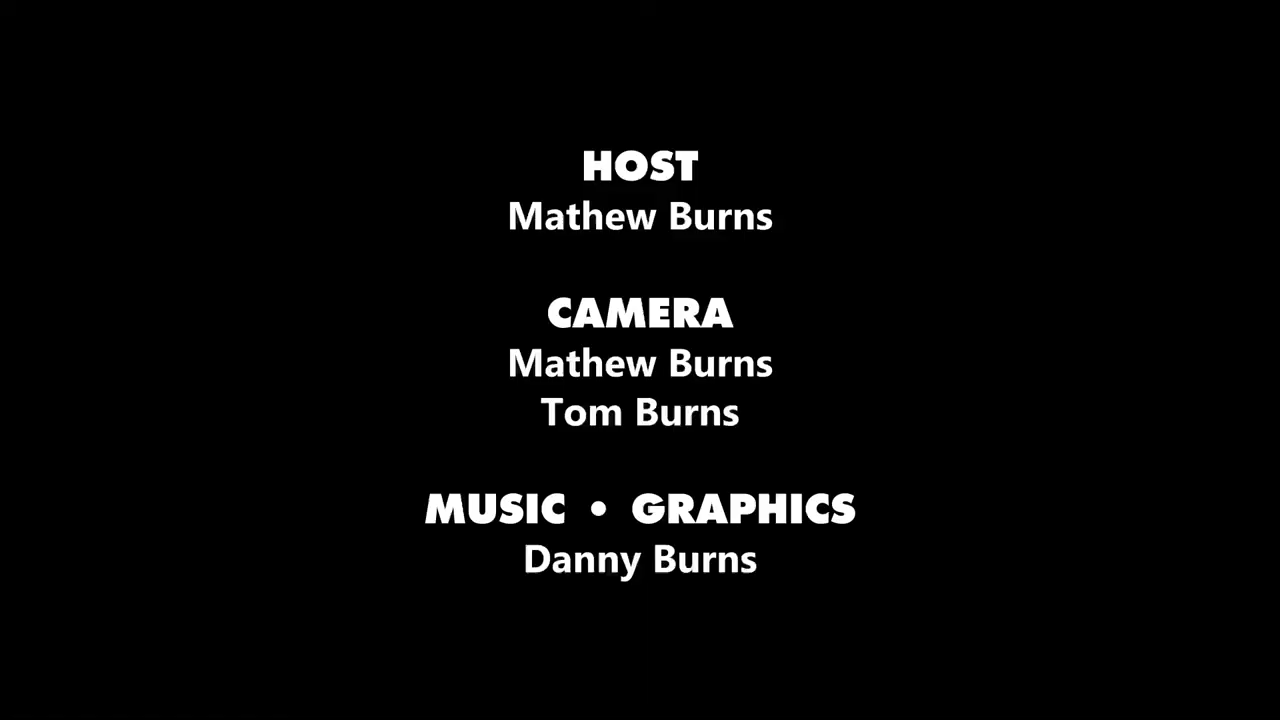 HOST
Mathew Burns
CAMERA
Mathew Burns
Tom Burns
MUSIC • GRAPHICS
Danny Burns